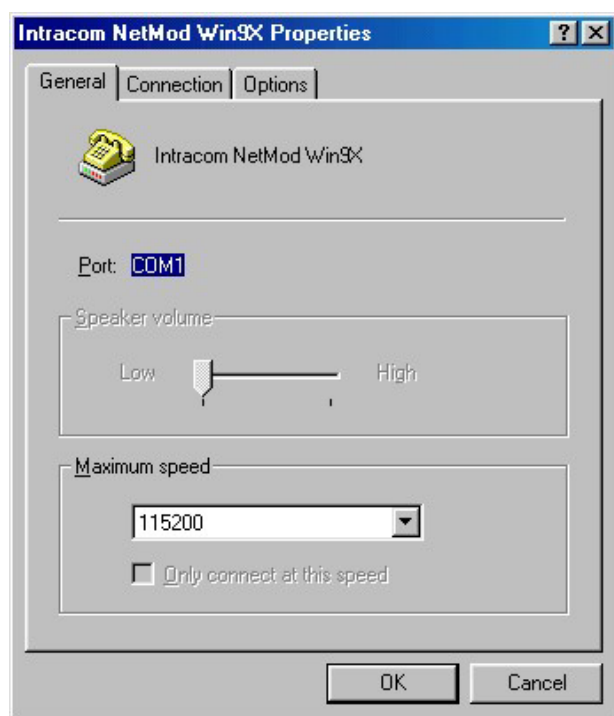 Intracom NetMod Win9X Properties ? X
General Connection Options
Intracom NetMod Win9X
Port: COM1
Speaker volume
Low High
Maximum speed
115200
Only connect at this speed
OK Cancel